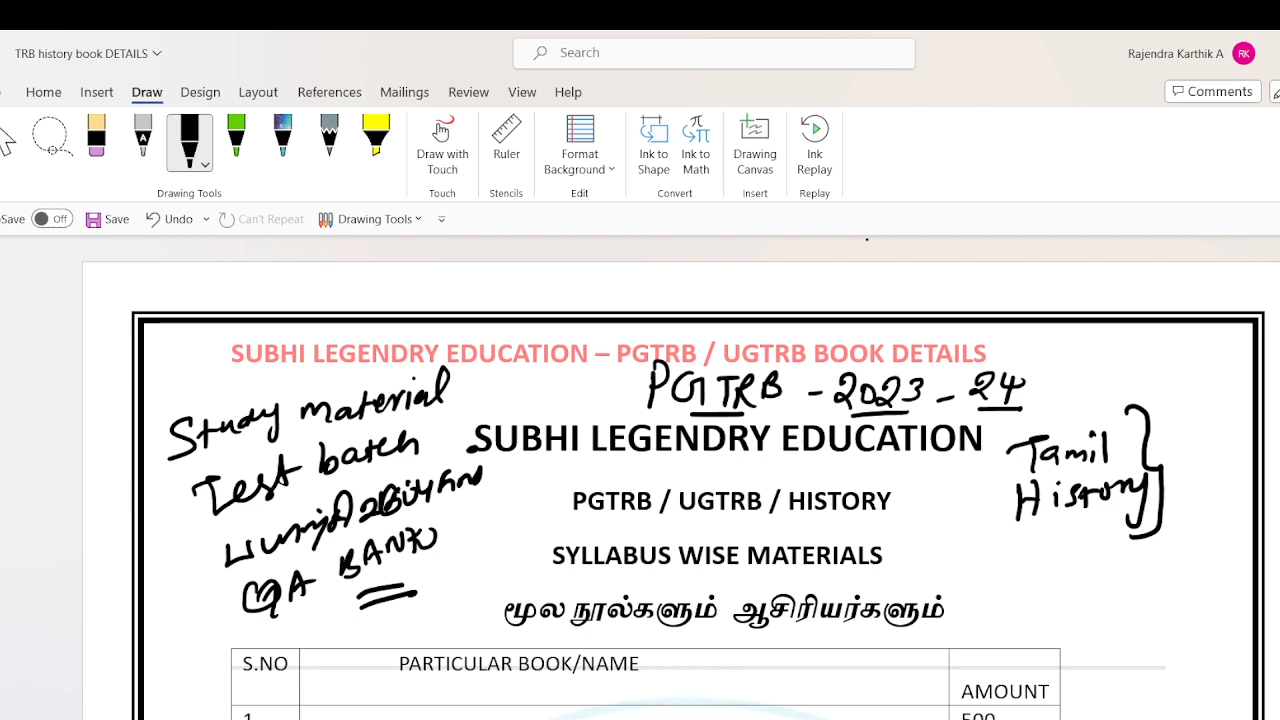 TRB history book DETAILS
Search
Rajendra Karthik A RK
Home Insert Draw Design Layout References Mailings Review View Help
Comments
Draw with Touch
Ruler
Format Background
Ink to Shape
Ink to Math
Drawing Canvas
Ink Replay
Drawing Tools Touch Stencils Edit Convert Insert Replay
Save Off Save Undo Can't Repeat Drawing Tools
SUBHI LEGENDRY EDUCATION – PGTRB / UGTRB BOOK DETAILS
PGTRB - 2023 - 24
Study material
SUBHI LEGENDRY EDUCATION
Tamil
Test batch
History
PGTRB / UGTRB / HISTORY
QA BANK
SYLLABUS WISE MATERIALS
மூல நூல்களும் ஆசிரியர்களும்
S.NO PARTICULAR BOOK/NAME AMOUNT
1 500